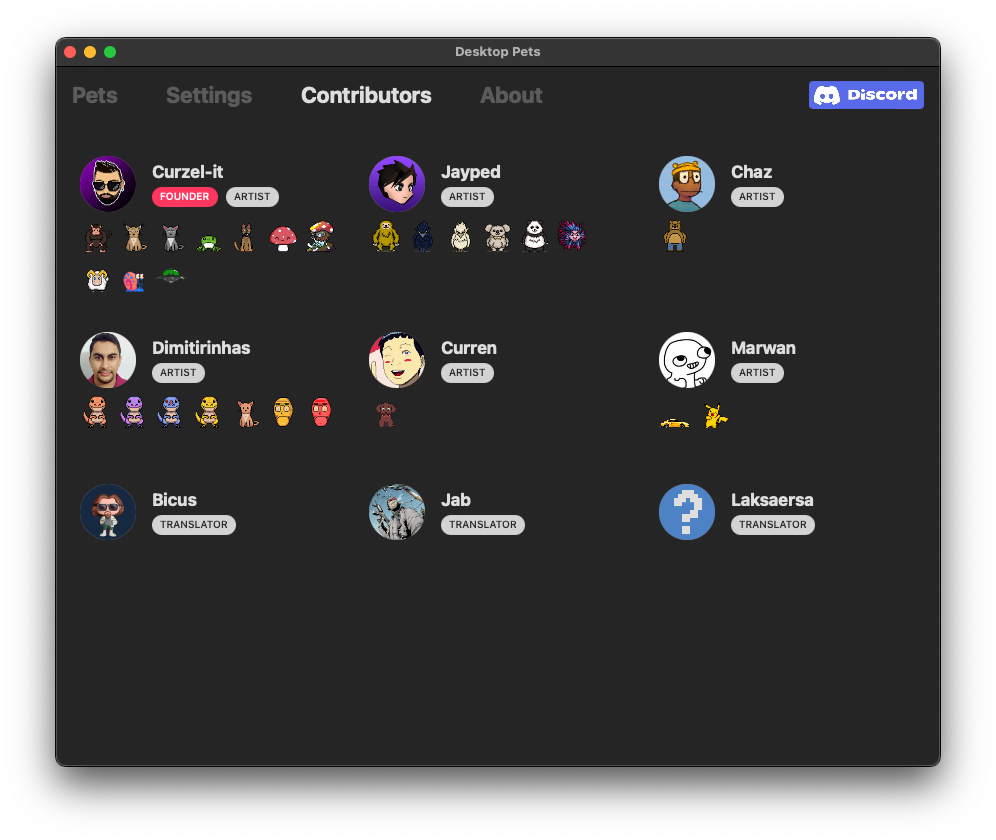 Desktop Pets
Pets Settings Contributors About Discord
Curzel-it Jayped Chaz
FOUNDER ARTIST ARTIST ARTIST
Dimitirinhas Curren Marwan
ARTIST ARTIST ARTIST
Bicus Jab Laksaersa
TRANSLATOR TRANSLATOR TRANSLATOR